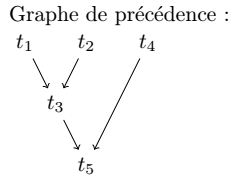 Graphe de précédence :
t₁ t₂ t₄
t₃
t₅